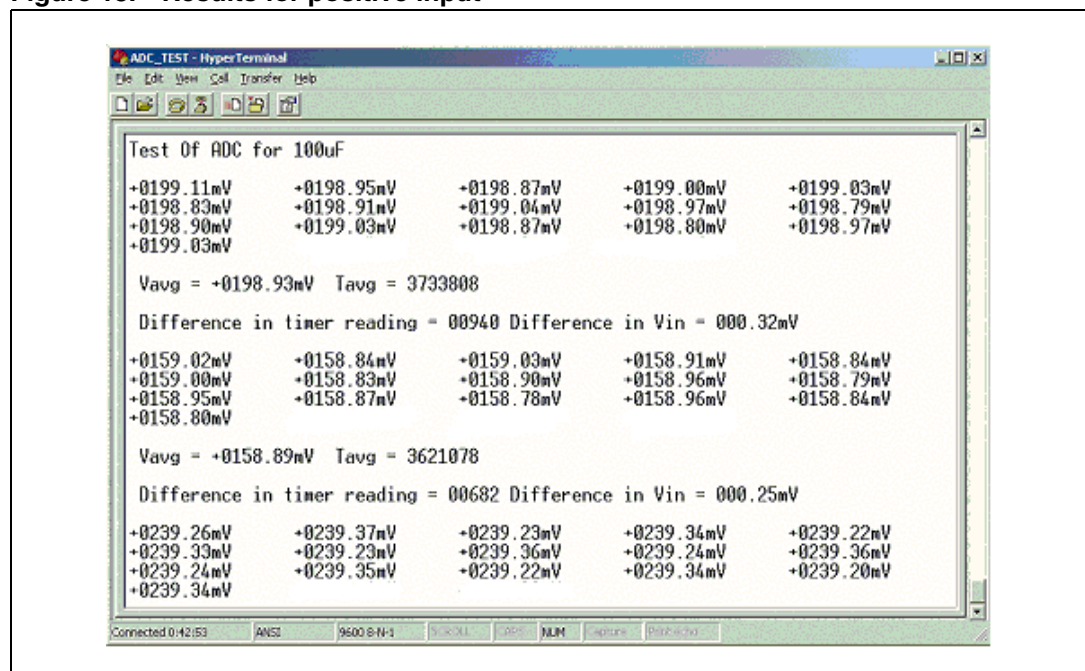 Figure 18. Results for positive input
ADC_TEST - HyperTerminal
File Edit View Call Transfer Help
Test Of ADC for 100uF
+0199.11mV +0198.95mV +0198.87mV +0199.00mV +0199.03mV
+0198.83mV +0198.91mV +0199.04mV +0198.97mV +0198.79mV
+0198.90mV +0199.03mV +0198.87mV +0198.80mV +0198.97mV
+0199.03mV
Vavg = +0198.93mV Tavg = 3733808
Difference in timer reading = 00940 Difference in Vin = 000.32mV
+0159.02mV +0158.84mV +0159.03mV +0158.91mV +0158.84mV
+0159.00mV +0158.83mV +0158.90mV +0158.96mV +0158.79mV
+0158.95mV +0158.87mV +0158.78mV +0158.96mV +0158.84mV
+0158.80mV
Vavg = +0158.89mV Tavg = 3621078
Difference in timer reading = 00682 Difference in Vin = 000.25mV
+0239.26mV +0239.37mV +0239.23mV +0239.34mV +0239.22mV
+0239.33mV +0239.23mV +0239.36mV +0239.24mV +0239.36mV
+0239.24mV +0239.35mV +0239.22mV +0239.34mV +0239.20mV
+0239.34mV
Connected 0:42:53 ANSI 9600 8-N-1 SCROLL CAPS NUM Capture Print echo